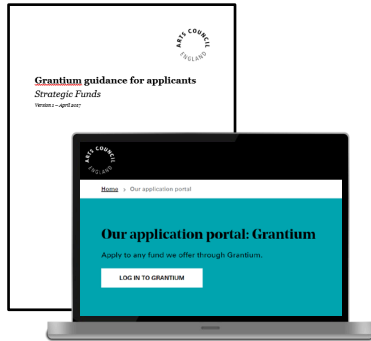 ARTS COUNCIL
ENGLAND
Grantium guidance for applicants
Strategic Funds
Version 1 – April 2017
ARTS COUNCIL
ENGLAND
Home > Our application portal
Our application portal: Grantium
Apply to any fund we offer through Grantium.
LOG IN TO GRANTIUM